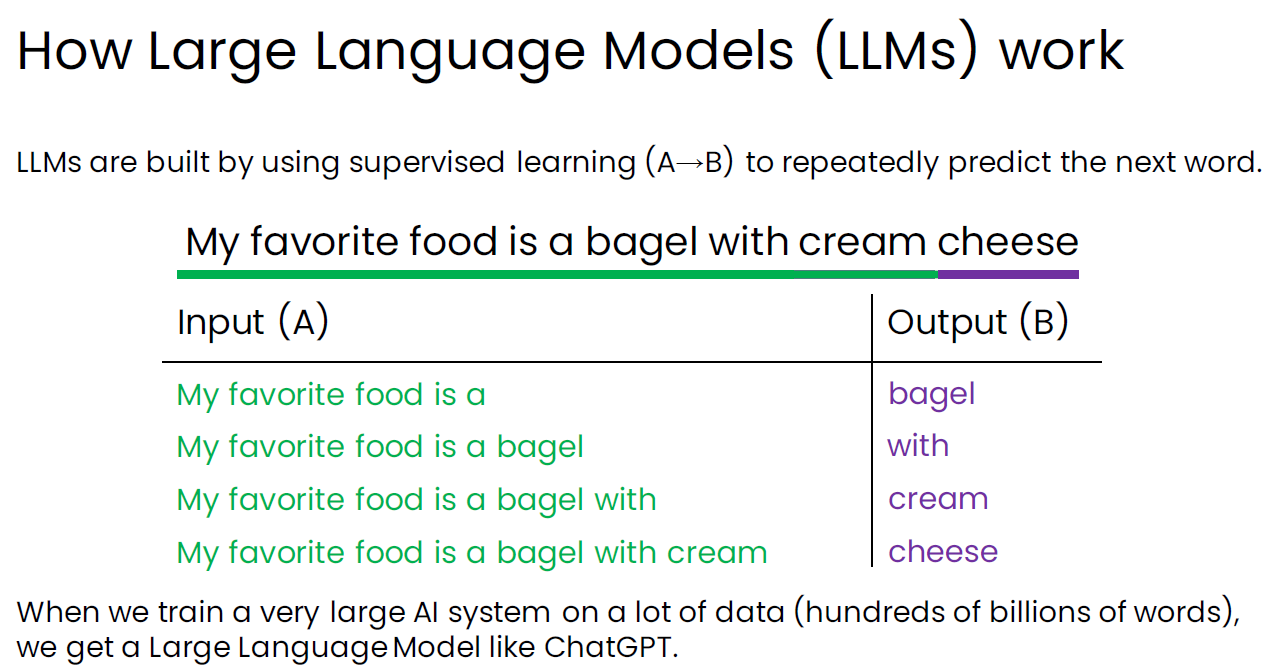 How Large Language Models (LLMs) work
LLMs are built by using supervised learning (A→B) to repeatedly predict the next word.
My favorite food is a bagel with cream cheese
Input (A) Output (B)
My favorite food is a bagel
My favorite food is a bagel with
My favorite food is a bagel with cream
My favorite food is a bagel with cream cheese
When we train a very large AI system on a lot of data (hundreds of billions of words),
we get a Large Language Model like ChatGPT.